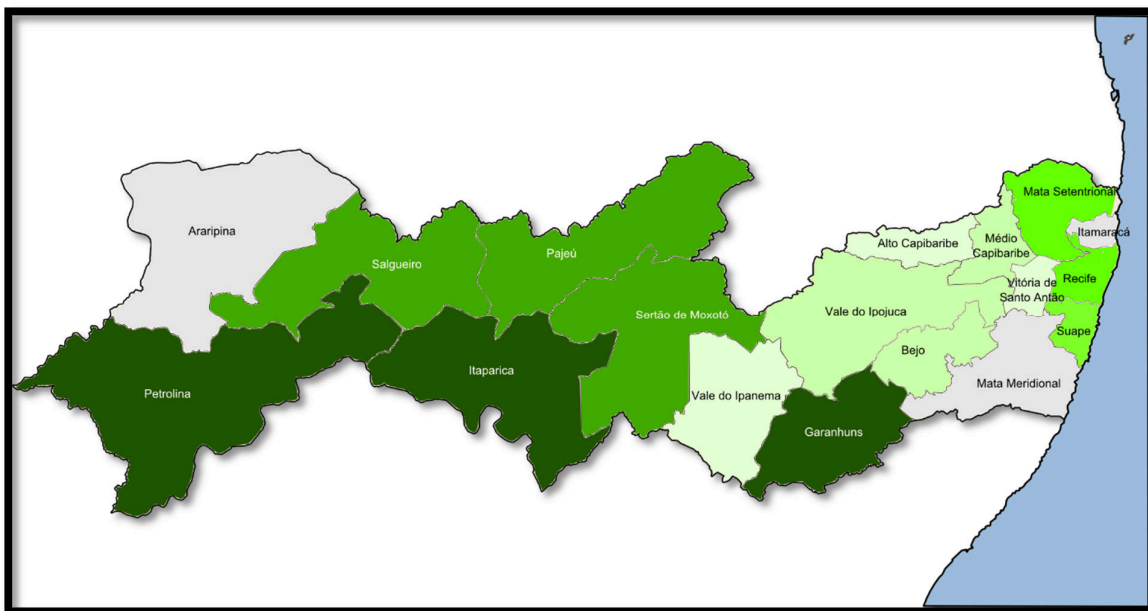 Mata Setentrional
Araripina
Itamaracá
Alto Capibaribe
Médio
Capibaribe
Pajeú
Salgueiro
Recife
Vitória de
Santo Antão
Sertão de Moxotó
Vale do Ipojuca
Suape
Bejo
Itaparica
Mata Meridional
Petrolina
Vale do Ipanema
Garanhuns